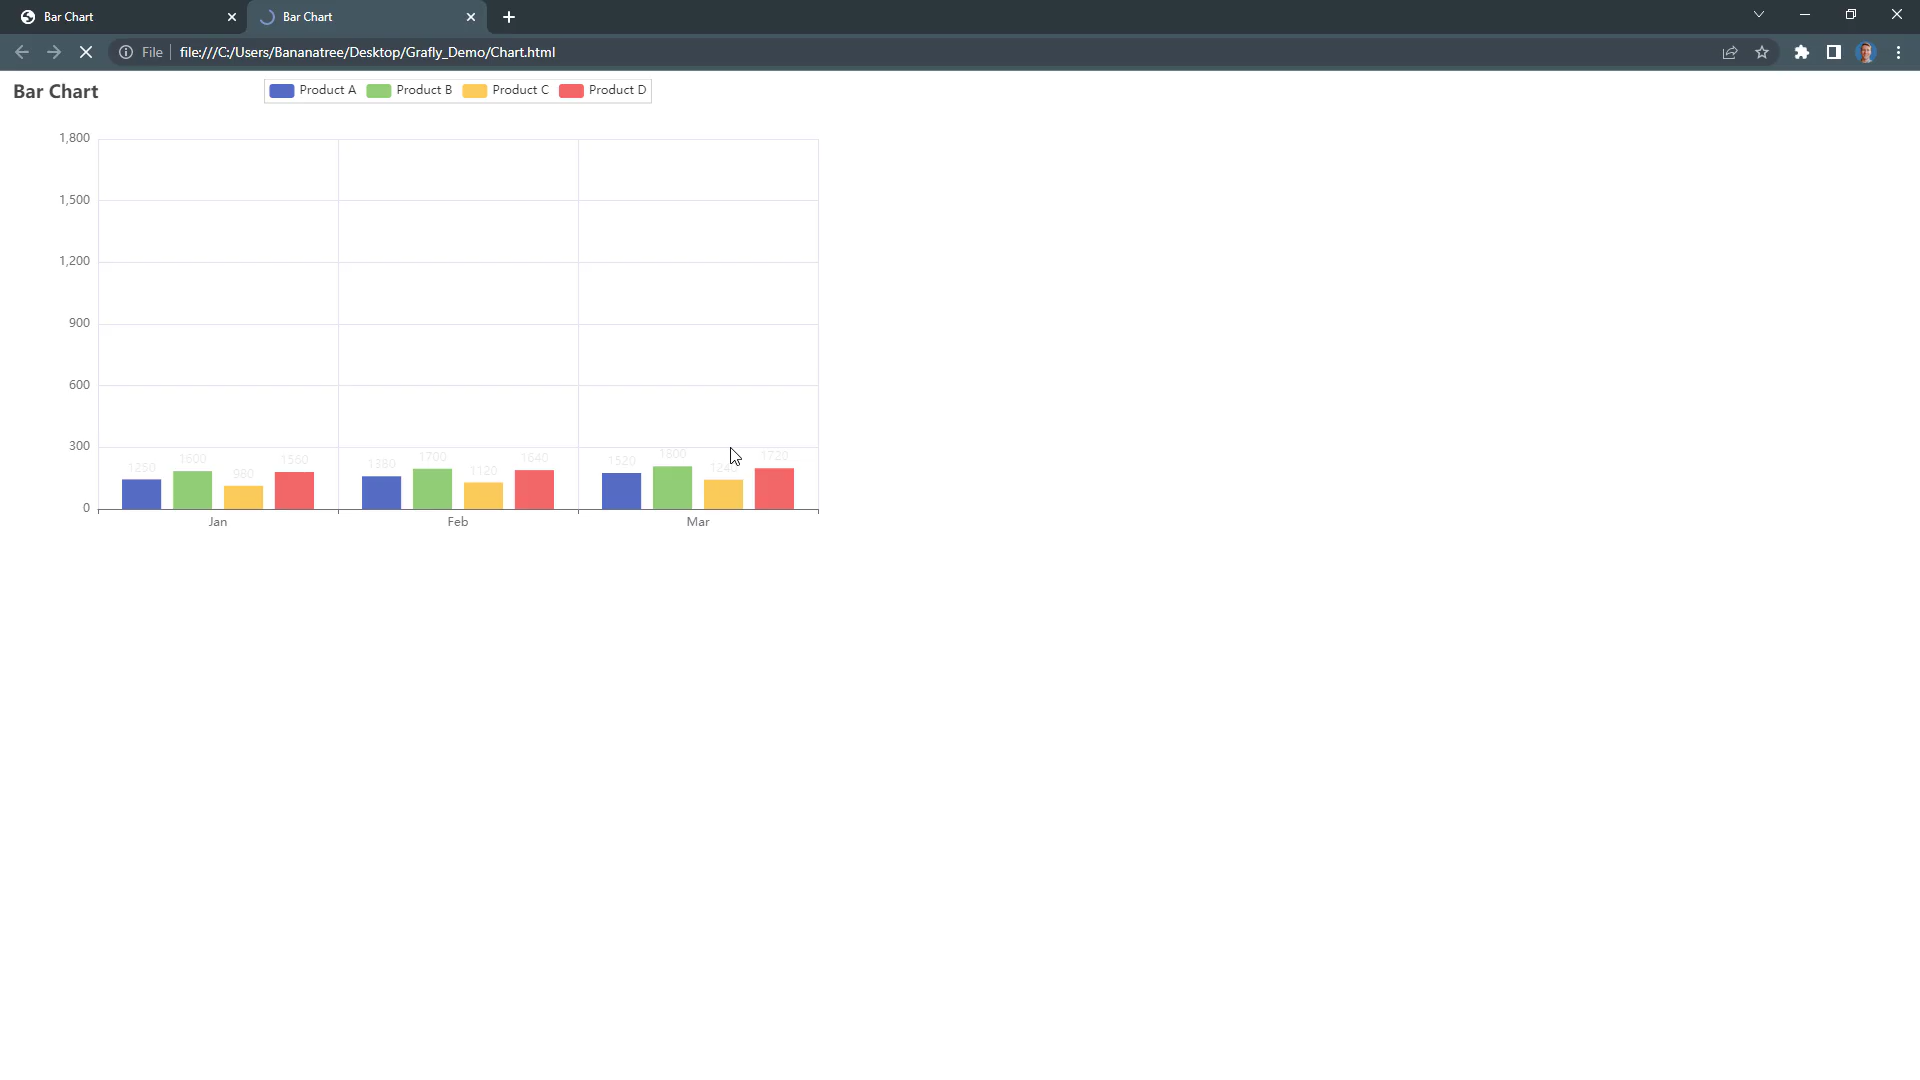 Bar Chart
Bar Chart
File
file:///C:/Users/Bananatree/Desktop/Grafly_Demo/Chart.html
Bar Chart
Product A Product B Product C Product D
1,800
1,500
1,200
900
600
300
0
1250 1600 980 1560 1380 1700 1120 1640 1520 1800 1720
Jan Feb Mar